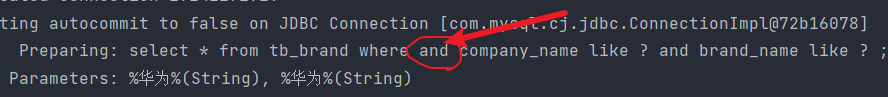 ting autocommit to false on JDBC Connection [com.mysql.cj.jdbc.ConnectionImpl@72b16078]
Preparing: select * from tb_brand where and company_name like ? and brand_name like ? ;
Parameters: %华为%(String), %华为%(String)